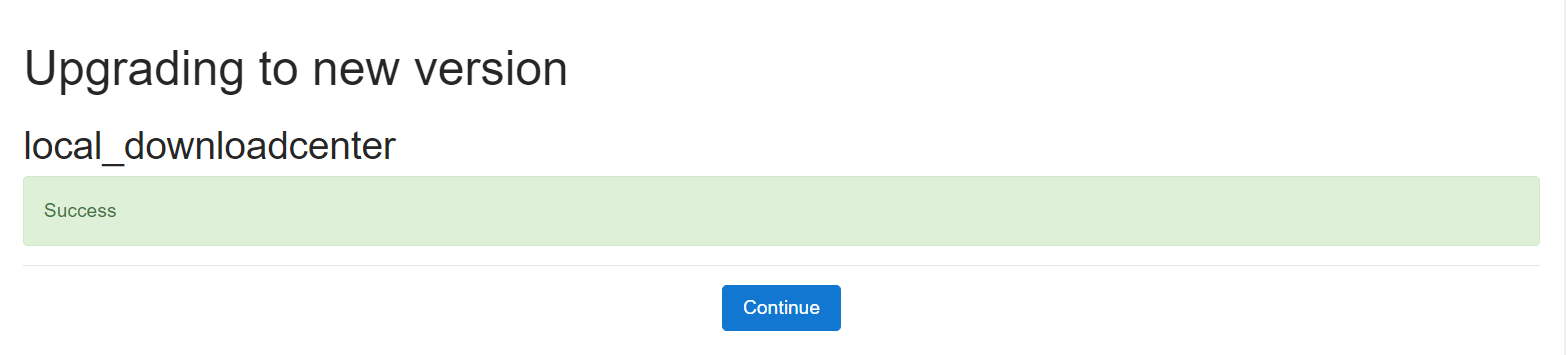 Upgrading to new version
local_downloadcenter
Success
Continue